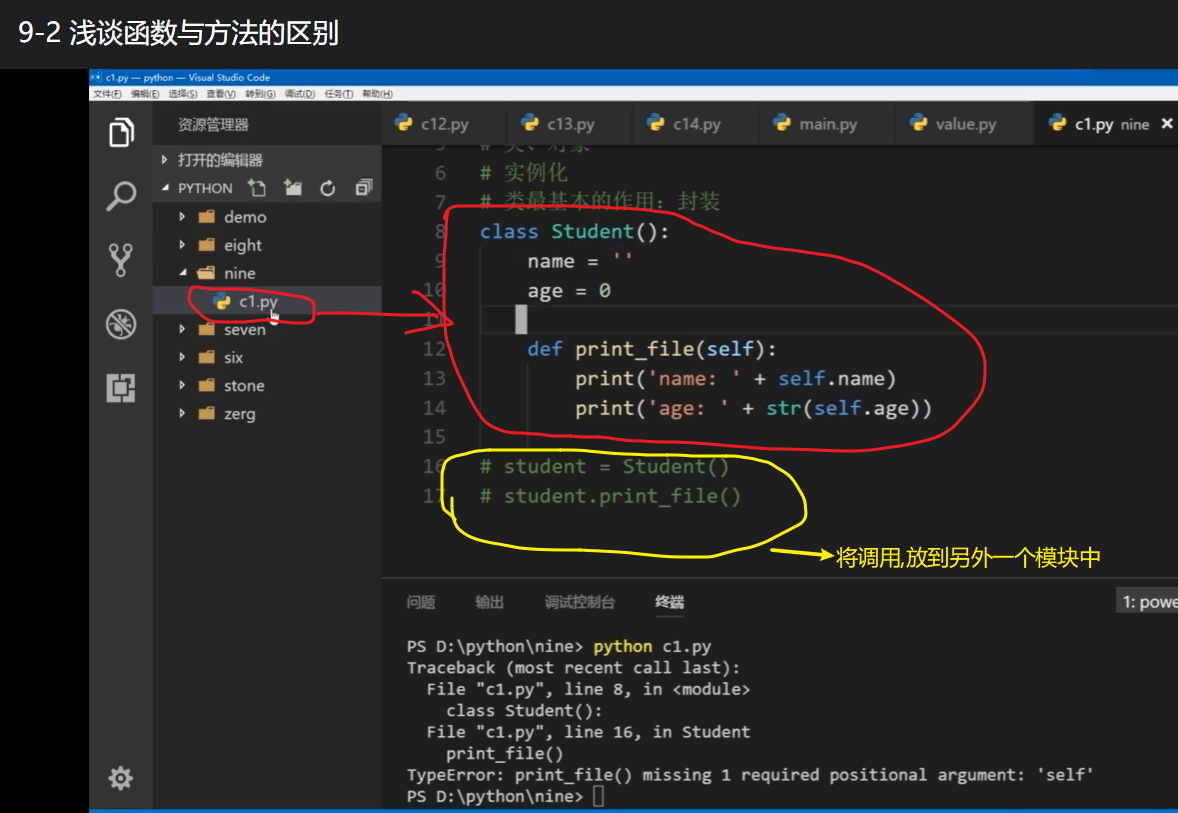 9-2 浅谈函数与方法的区别
c1.py — python — Visual Studio Code
文件(F) 编辑(E) 选择(S) 查看(V) 转到(G) 调试(D) 任务(T) 帮助(H)
资源管理器
c12.py c13.py c14.py main.py value.py c1.py nine ×
打开的编辑器
PYTHON
demo
eight
nine
c1.py
seven
six
stone
zerg
5 # 类、对象
6 # 实例化
7 # 类最基本的作用：封装
8 class Student():
9 name = ''
10 age = 0
11
12 def print_file(self):
13 print('name: ' + self.name)
14 print('age: ' + str(self.age))
15
16 # student = Student()
17 # student.print_file()
将调用,放到另外一个模块中
问题 输出 调试控制台 终端 1: powe
PS D:\python\nine> python c1.py
Traceback (most recent call last):
File "c1.py", line 8, in <module>
class Student():
File "c1.py", line 16, in Student
print_file()
TypeError: print_file() missing 1 required positional argument: 'self'
PS D:\python\nine>